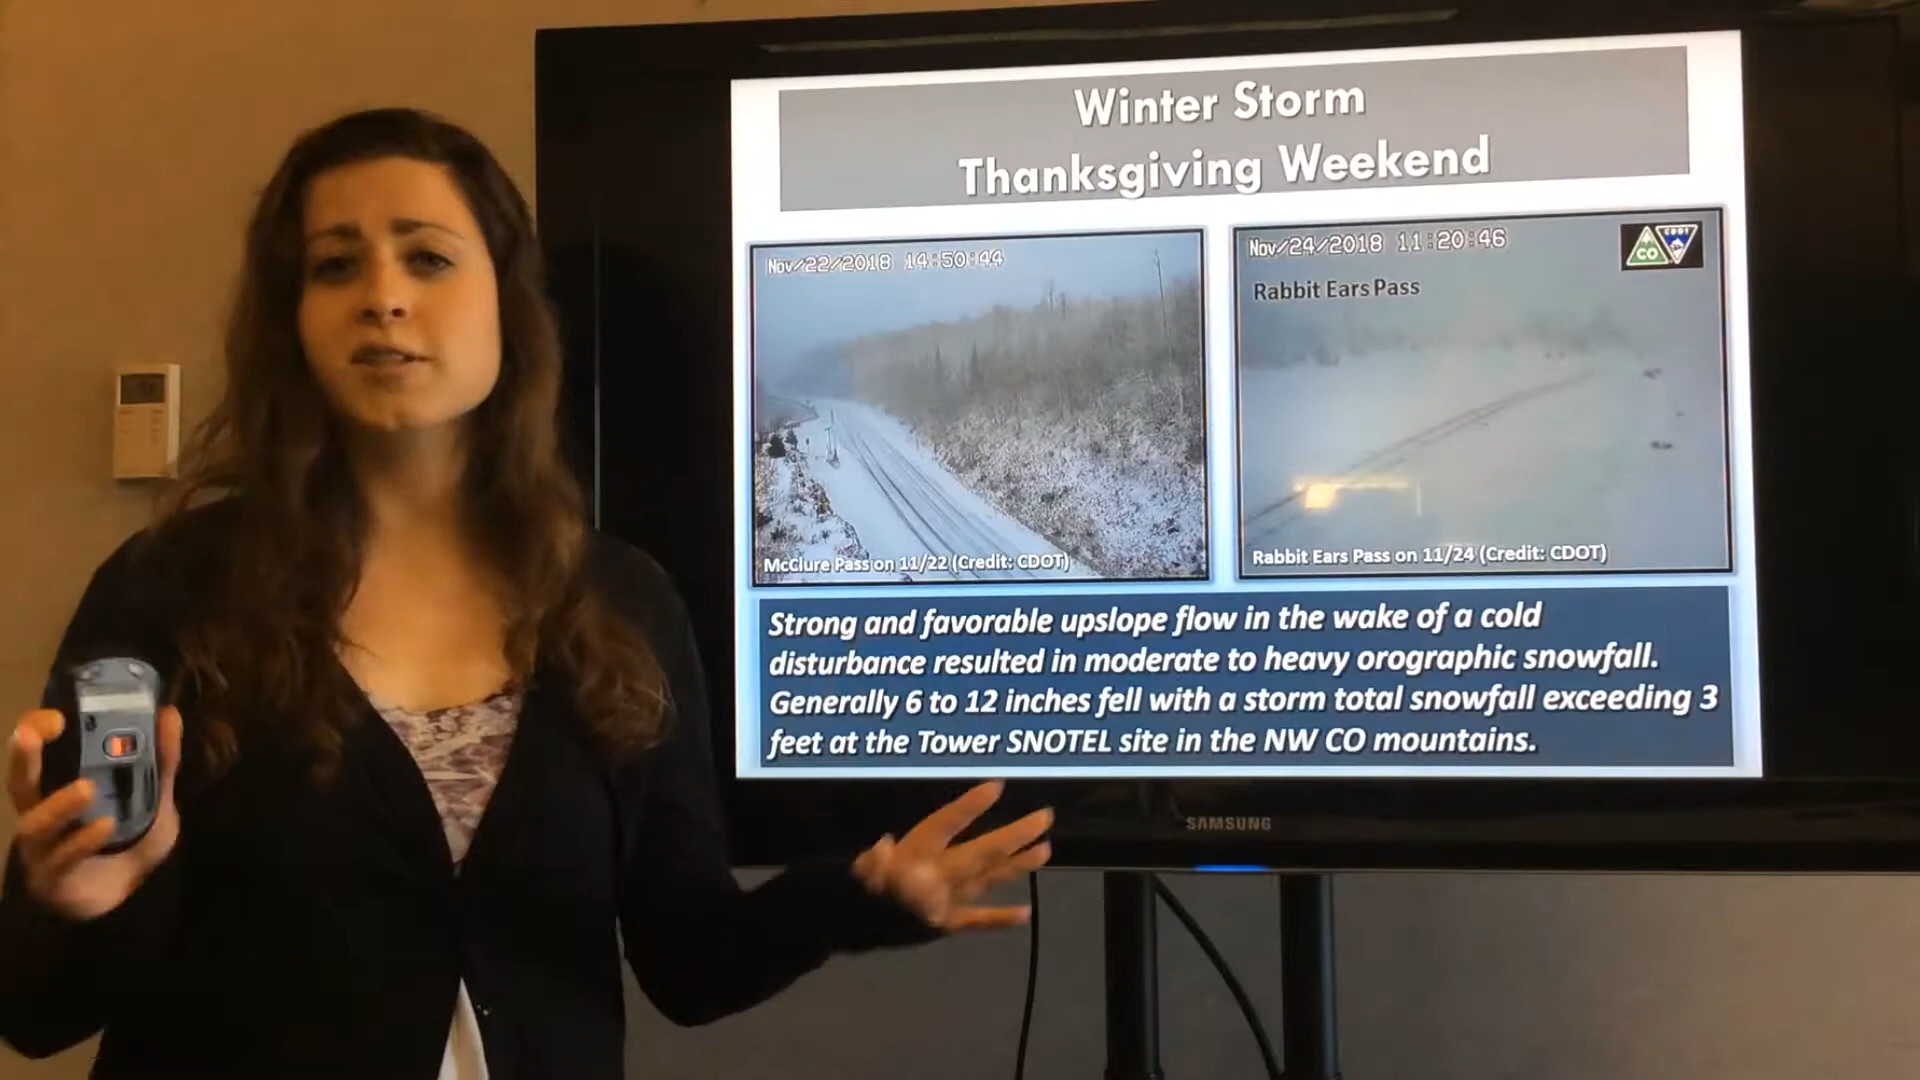 Winter Storm
Thanksgiving Weekend
Nov/22/2018 14:50:44
McClure Pass on 11/22 (Credit: CDOT)
Nov/24/2018 11:20:46
CO CDOT
Rabbit Ears Pass
Rabbit Ears Pass on 11/24 (Credit: CDOT)
Strong and favorable upslope flow in the wake of a cold
disturbance resulted in moderate to heavy orographic snowfall.
Generally 6 to 12 inches fell with a storm total snowfall exceeding 3
feet at the Tower SNOTEL site in the NW CO mountains.
SAMSUNG